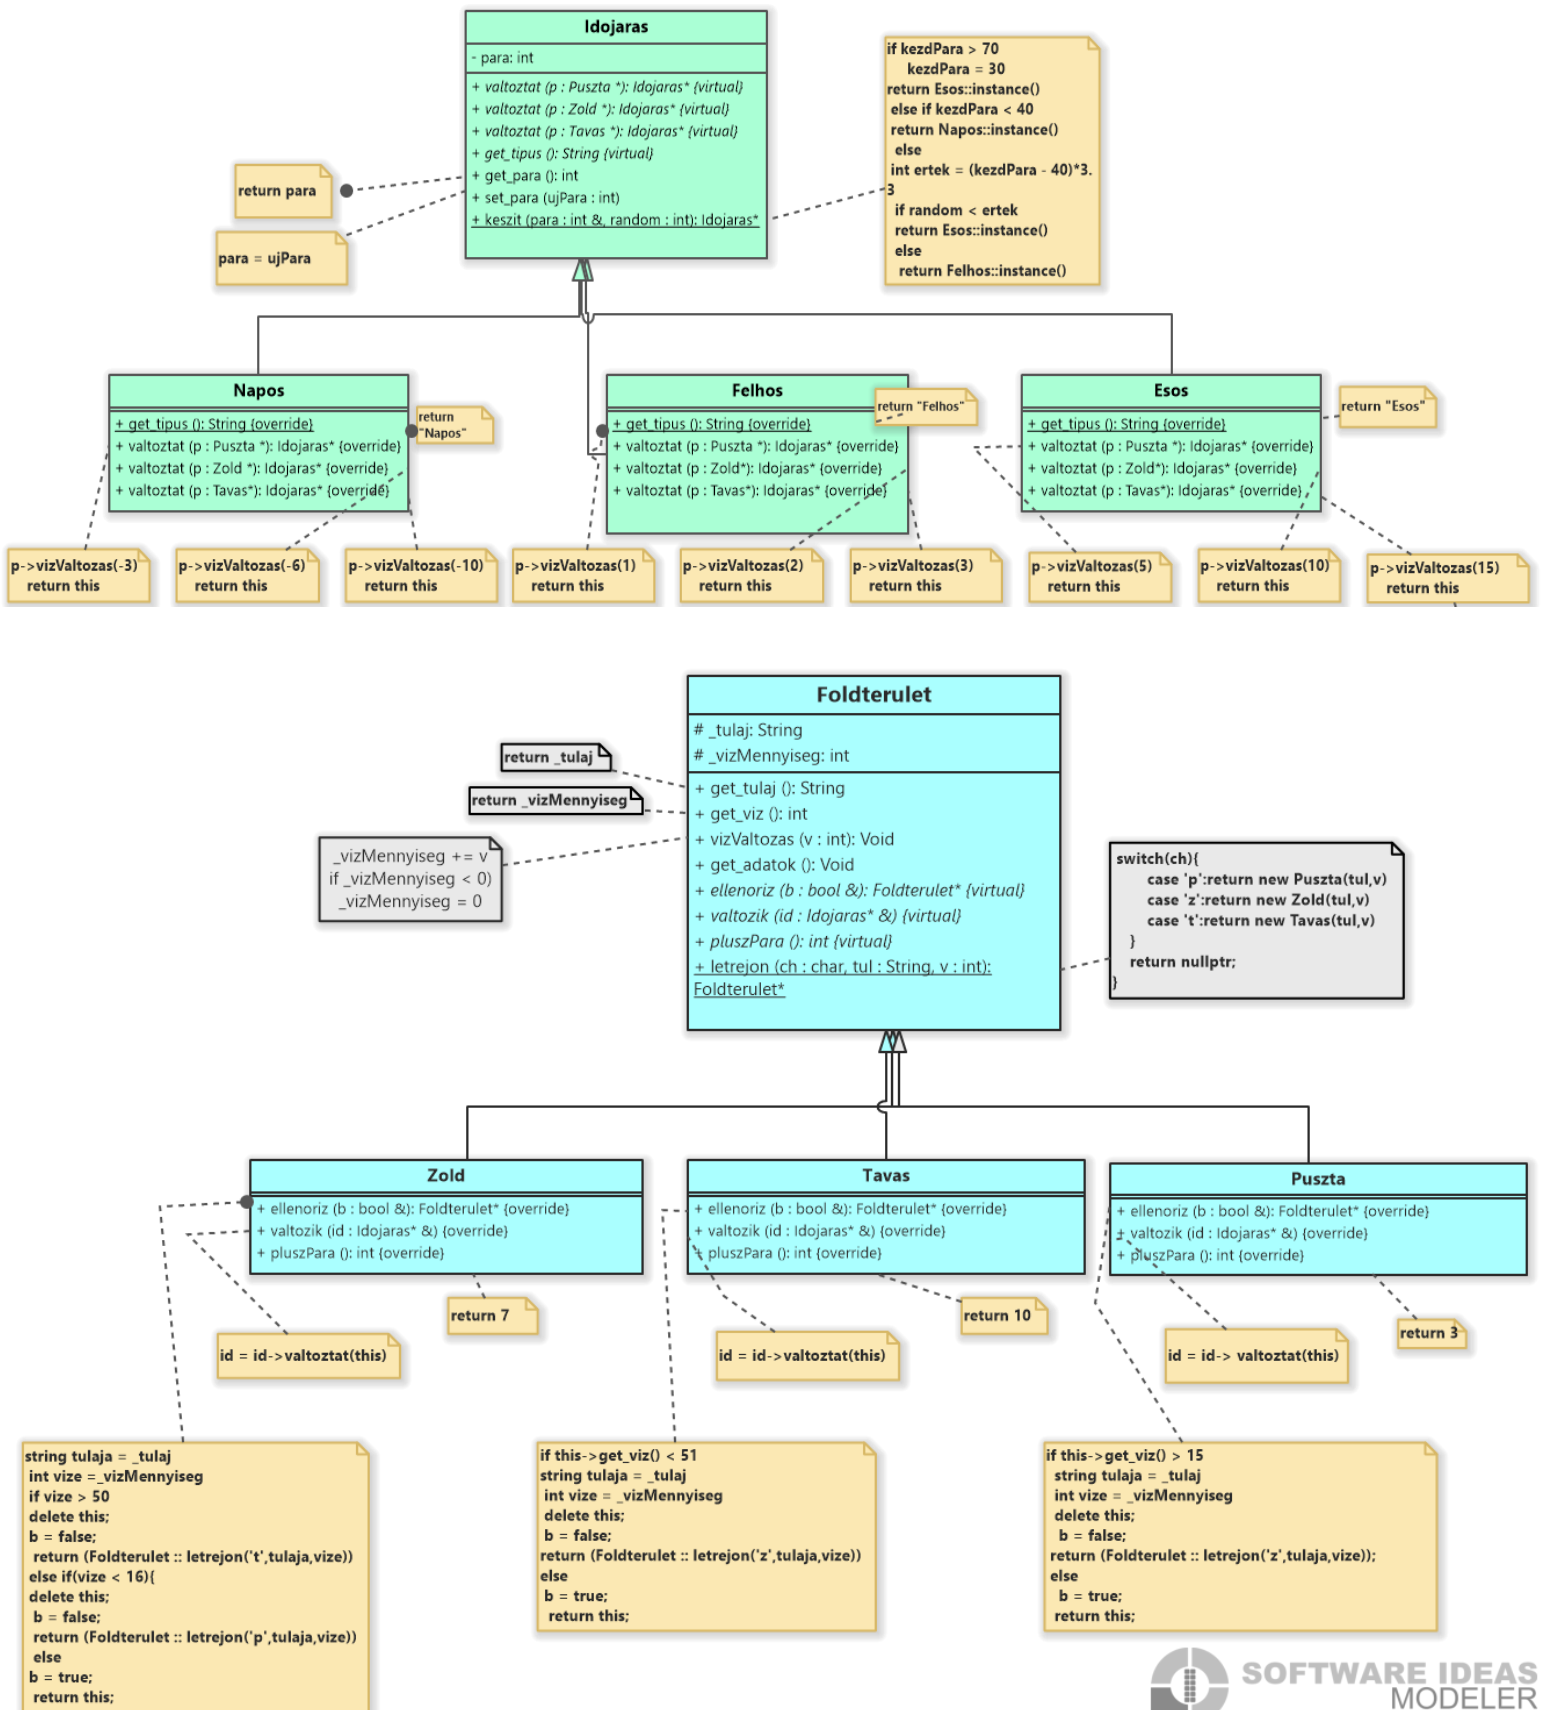 Idojaras
- para: int
+ valtoztat (p : Puszta *): Idojaras* {virtual}
+ valtoztat (p : Zold *): Idojaras* {virtual}
+ valtoztat (p : Tavas *): Idojaras* {virtual}
+ get_tipus (): String {virtual}
+ get_para (): int
+ set_para (ujPara : int)
+ keszit (para : int &, random : int): Idojaras*
return para
para = ujPara
if kezdPara > 70
kezdPara = 30
return Esos::instance()
else if kezdPara < 40
return Napos::instance()
else
int ertek = (kezdPara - 40)*3.
3
if random < ertek
return Esos::instance()
else
return Felhos::instance()
Napos
+ get_tipus (): String {override}
+ valtoztat (p : Puszta *): Idojaras* {override}
+ valtoztat (p : Zold *): Idojaras* {override}
+ valtoztat (p : Tavas*): Idojaras* {override}
return
"Napos"
Felhos
+ get_tipus (): String {override}
+ valtoztat (p : Puszta *): Idojaras* {override}
+ valtoztat (p : Zold*): Idojaras* {override}
+ valtoztat (p : Tavas*): Idojaras* {override}
return "Felhos"
Esos
+ get_tipus (): String {override}
+ valtoztat (p : Puszta *): Idojaras* {override}
+ valtoztat (p : Zold*): Idojaras* {override}
+ valtoztat (p : Tavas*): Idojaras* {override}
return "Esos"
p->vizValtozas(-3)
return this
p->vizValtozas(-6)
return this
p->vizValtozas(-10)
return this
p->vizValtozas(1)
return this
p->vizValtozas(2)
return this
p->vizValtozas(3)
return this
p->vizValtozas(5)
return this
p->vizValtozas(10)
return this
p->vizValtozas(15)
return this
Foldterulet
# _tulaj: String
# _vizMennyiseg: int
+ get_tulaj (): String
+ get_viz (): int
+ vizValtozas (v : int): Void
+ get_adatok (): Void
+ ellenoriz (b : bool &): Foldterulet* {virtual}
+ valtozik (id : Idojaras* &) {virtual}
+ pluszPara (): int {virtual}
+ letrejon (ch : char, tul : String, v : int):
Foldterulet*
return _tulaj
return _vizMennyiseg
_vizMennyiseg += v
if _vizMennyiseg < 0)
_vizMennyiseg = 0
switch(ch){
case 'p':return new Puszta(tul,v)
case 'z':return new Zold(tul,v)
case 't':return new Tavas(tul,v)
}
return nullptr;
}
Zold
+ ellenoriz (b : bool &): Foldterulet* {override}
+ valtozik (id : Idojaras* &) {override}
+ pluszPara (): int {override}
Tavas
+ ellenoriz (b : bool &): Foldterulet* {override}
+ valtozik (id : Idojaras* &) {override}
+ pluszPara (): int {override}
Puszta
+ ellenoriz (b : bool &): Foldterulet* {override}
+ valtozik (id : Idojaras* &) {override}
+ pluszPara (): int {override}
return 7
id = id->valtoztat(this)
return 10
id = id->valtoztat(this)
return 3
id = id-> valtoztat(this)
string tulaja = _tulaj
int vize =_vizMennyiseg
if vize > 50
delete this;
b = false;
return (Foldterulet :: letrejon('t',tulaja,vize))
else if(vize < 16){
delete this;
b = false;
return (Foldterulet :: letrejon('p',tulaja,vize))
else
b = true;
return this;
if this->get_viz() < 51
string tulaja = _tulaj
int vize = _vizMennyiseg
delete this;
b = false;
return (Foldterulet :: letrejon('z',tulaja,vize))
else
b = true;
return this;
if this->get_viz() > 15
string tulaja = _tulaj
int vize = _vizMennyiseg
delete this;
b = false;
return (Foldterulet :: letrejon('z',tulaja,vize));
else
b = true;
return this;
SOFTWARE IDEAS
MODELER